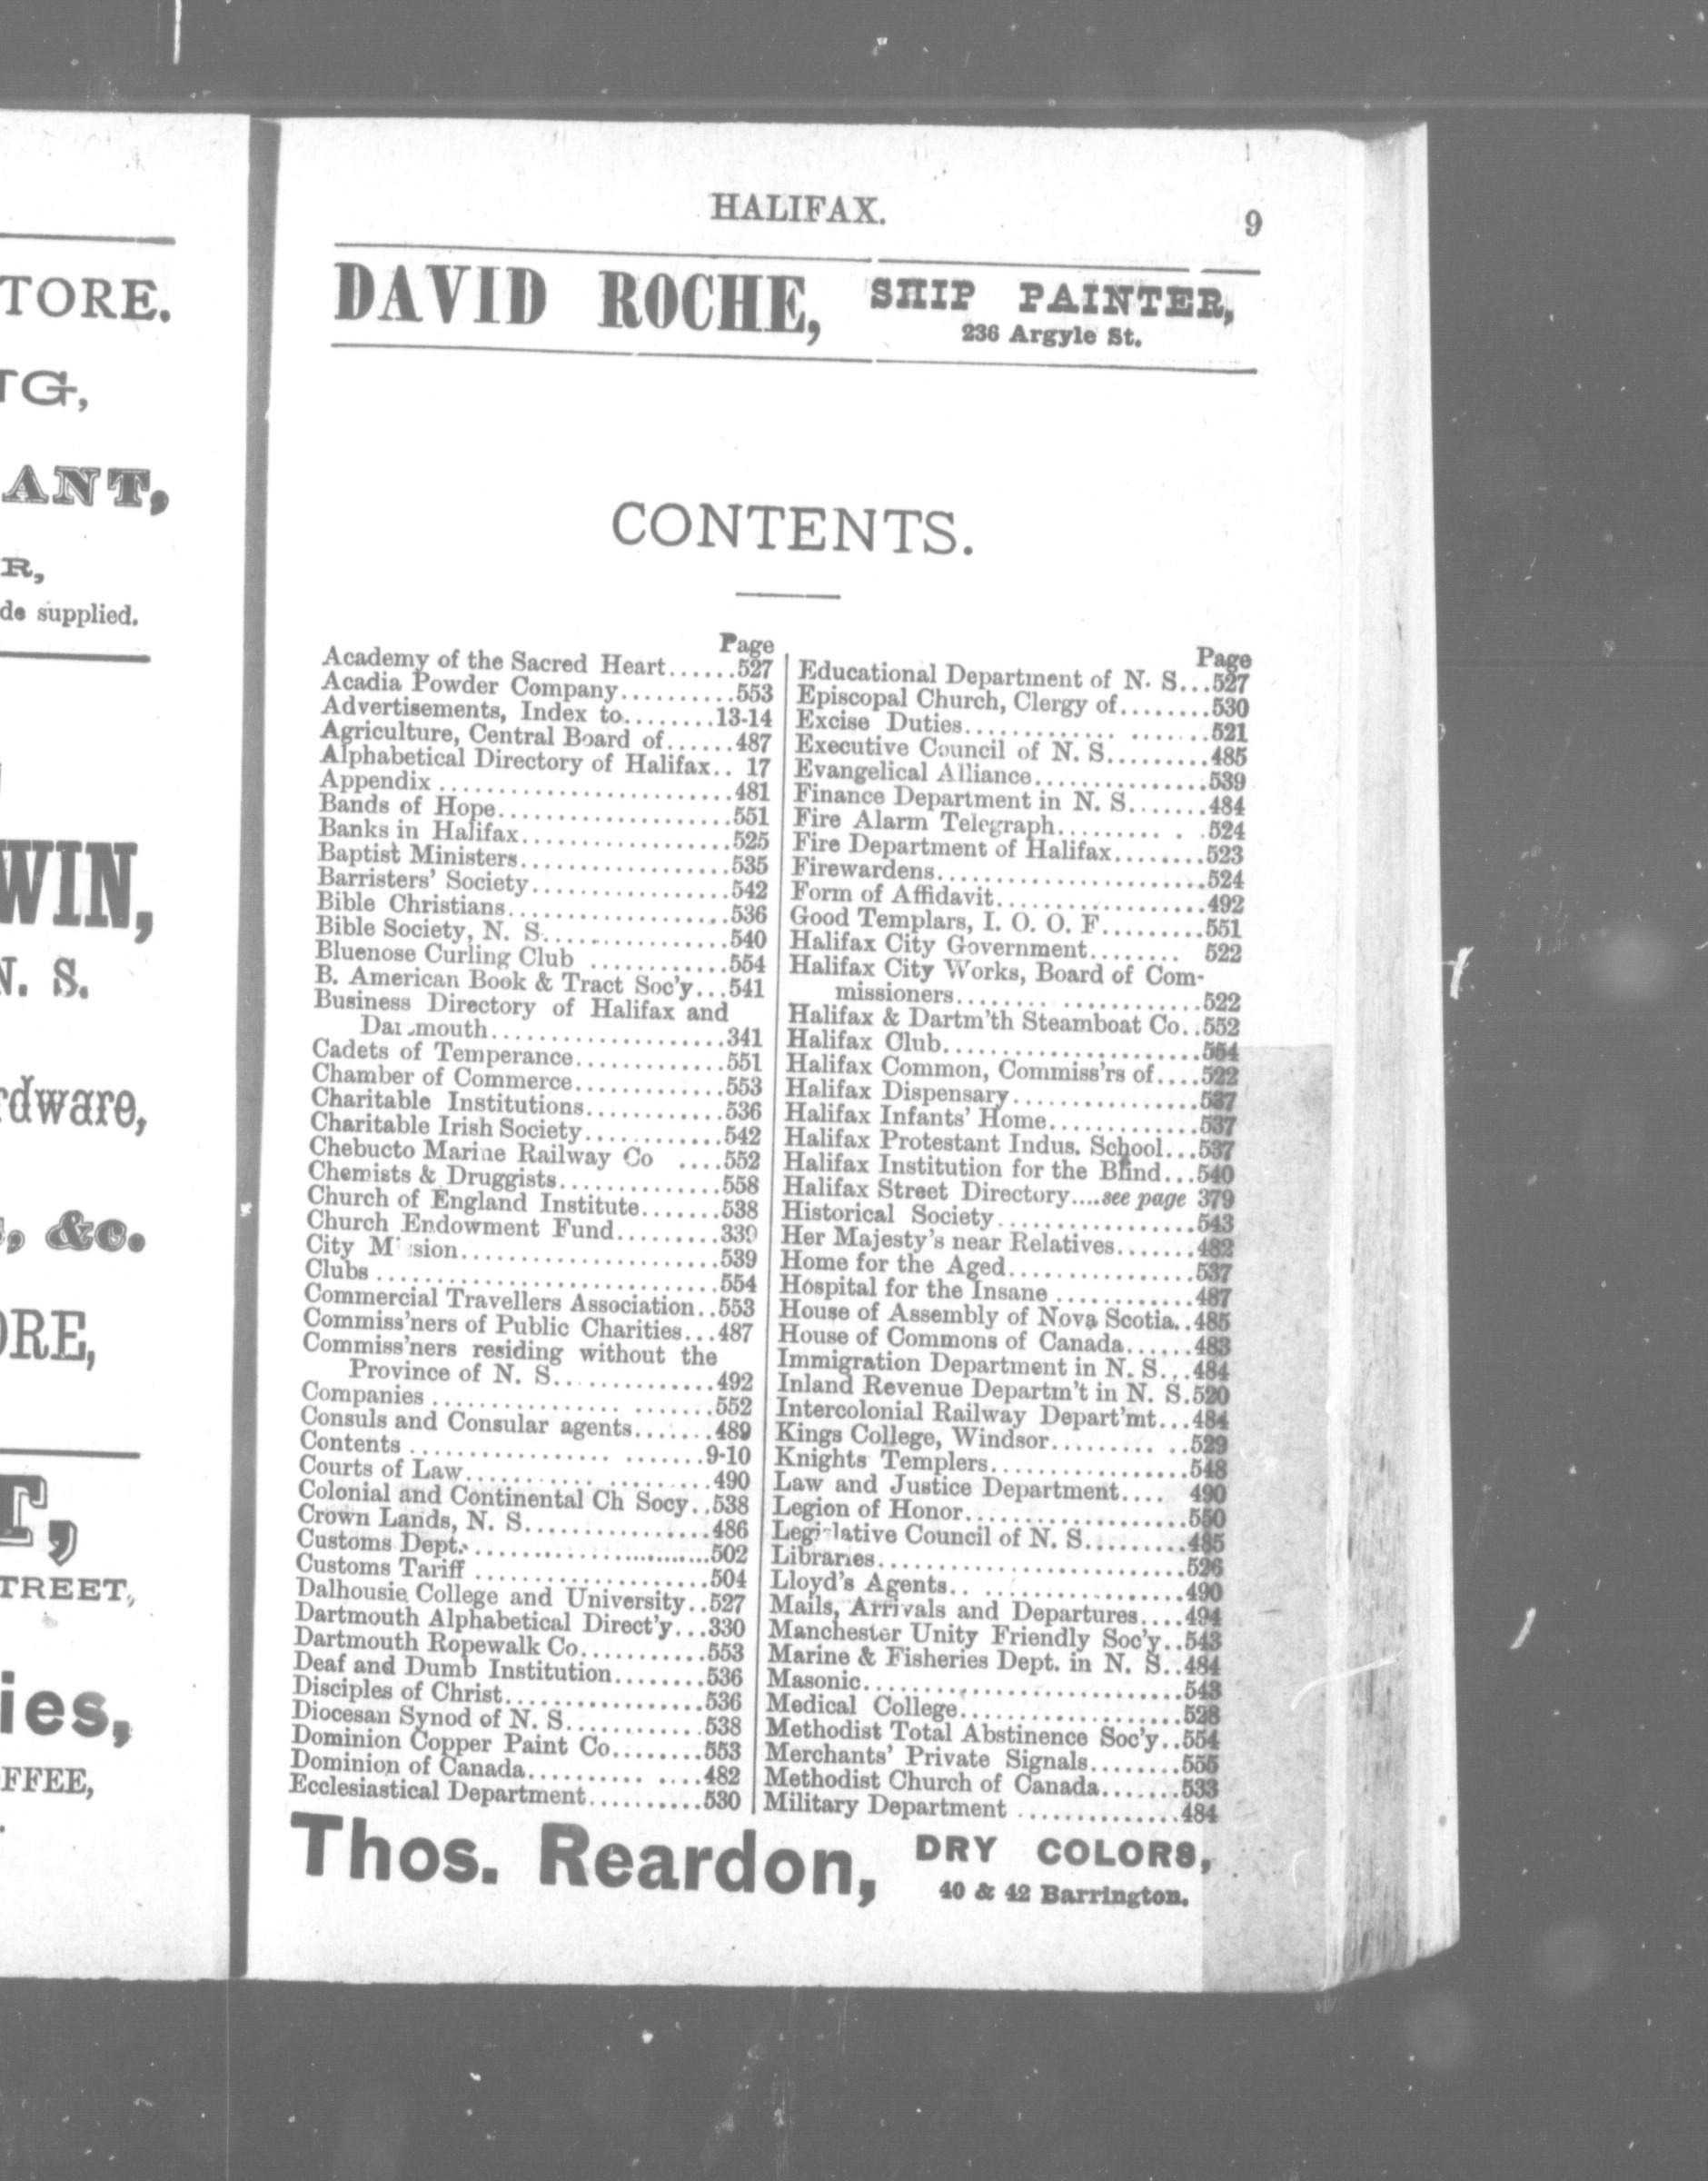 TORE.
TG,
ANT,
R,
de supplied.
WIN,
N. S.
rdware,
, &c.
ORE,
T,
TREET,
ies,
FFEE,
HALIFAX.
9
DAVID ROCHE, SHIP PAINTER,
236 Argyle St.
CONTENTS.
Page
Academy of the Sacred Heart......527
Acadia Powder Company..........553
Advertisements, Index to........13-14
Agriculture, Central Board of......487
Alphabetical Directory of Halifax.. 17
Appendix ..........................481
Bands of Hope.....................551
Banks in Halifax...................525
Baptist Ministers...................535
Barristers' Society.................542
Bible Christians....................536
Bible Society, N. S.................540
Bluenose Curling Club ............554
B. American Book & Tract Soc'y...541
Business Directory of Halifax and
Dartmouth.....................341
Cadets of Temperance.............551
Chamber of Commerce............553
Charitable Institutions............536
Charitable Irish Society............542
Chebucto Marine Railway Co ....552
Chemists & Druggists..............558
Church of England Institute.......538
Church Endowment Fund.........339
City Mission.......................539
Clubs ..............................554
Commercial Travellers Association..553
Commiss'ners of Public Charities...487
Commiss'ners residing without the
Province of N. S..............492
Companies ................ .......552
Consuls and Consular agents.......489
Contents ................. .......9-10
Courts of Law.......................490
Colonial and Continental Ch Socy..538
Crown Lands, N. S.................486
Customs Dept......................502
Customs Tariff .....................504
Dalhousie College and University..527
Dartmouth Alphabetical Direct'y...330
Dartmouth Ropewalk Co...........553
Deaf and Dumb Institution........536
Disciples of Christ..................536
Diocesan Synod of N. S............538
Dominion Copper Paint Co........553
Dominion of Canada.......... ....482
Ecclesiastical Department..........530
Page
Educational Department of N. S...527
Episcopal Church, Clergy of........530
Excise Duties............. .......521
Executive Council of N. S.........485
Evangelical Alliance...............539
Finance Department in N. S......484
Fire Alarm Telegraph......... . .524
Fire Department of Halifax........523
Firewardens.......................524
Form of Affidavit..................492
Good Templars, I. O. O. F.........551
Halifax City Government........ 522
Halifax City Works, Board of Com-
missioners........ .............522
Halifax & Dartm'th Steamboat Co..552
Halifax Club......................554
Halifax Common, Commiss'rs of....522
Halifax Dispensary................537
Halifax Infants' Home.............537
Halifax Protestant Indus. School...537
Halifax Institution for the Blind...540
Halifax Street Directory....see page 379
Historical Society.................543
Her Majesty's near Relatives.......482
Home for the Aged................537
Hospital for the Insane ............487
House of Assembly of Nova Scotia..485
House of Commons of Canada......483
Immigration Department in N. S...484
Inland Revenue Departm't in N. S.520
Intercolonial Railway Depart'mt...484
Kings College, Windsor......... ..529
Knights Templers..................548
Law and Justice Department.... 490
Legion of Honor....................550
Legislative Council of N. S.........485
Libraries............................526
Lloyd's Agents.. ..................490
Mails, Arrivals and Departures....494
Manchester Unity Friendly Soc'y..543
Marine & Fisheries Dept. in N. S..484
Masonic............................543
Medical College....................528
Methodist Total Abstinence Soc'y..554
Merchants' Private Signals........555
Methodist Church of Canada.......533
Military Department ..............484
Thos. Reardon, DRY COLORS,
40 & 42 Barrington.